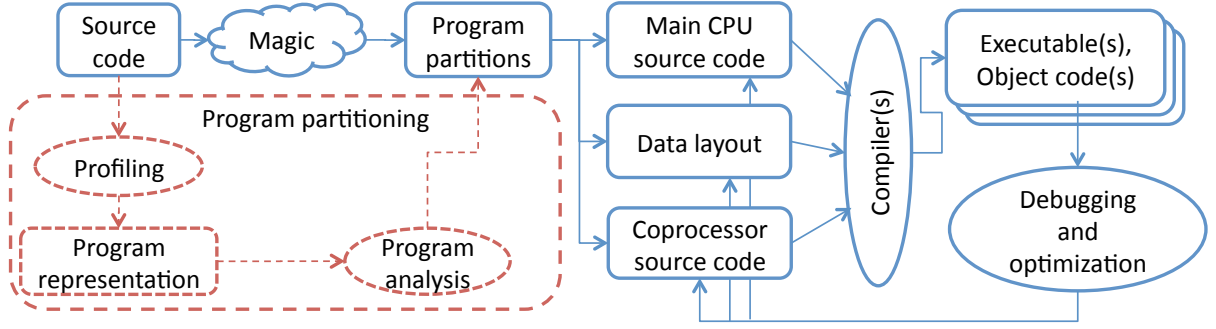 Source
code
Magic
Program
partitions
Program partitioning
Profiling
Program
representation
Program
analysis
Main CPU
source code
Data layout
Coprocessor
source code
Compiler(s)
Executable(s),
Object code(s)
Debugging
and
optimization